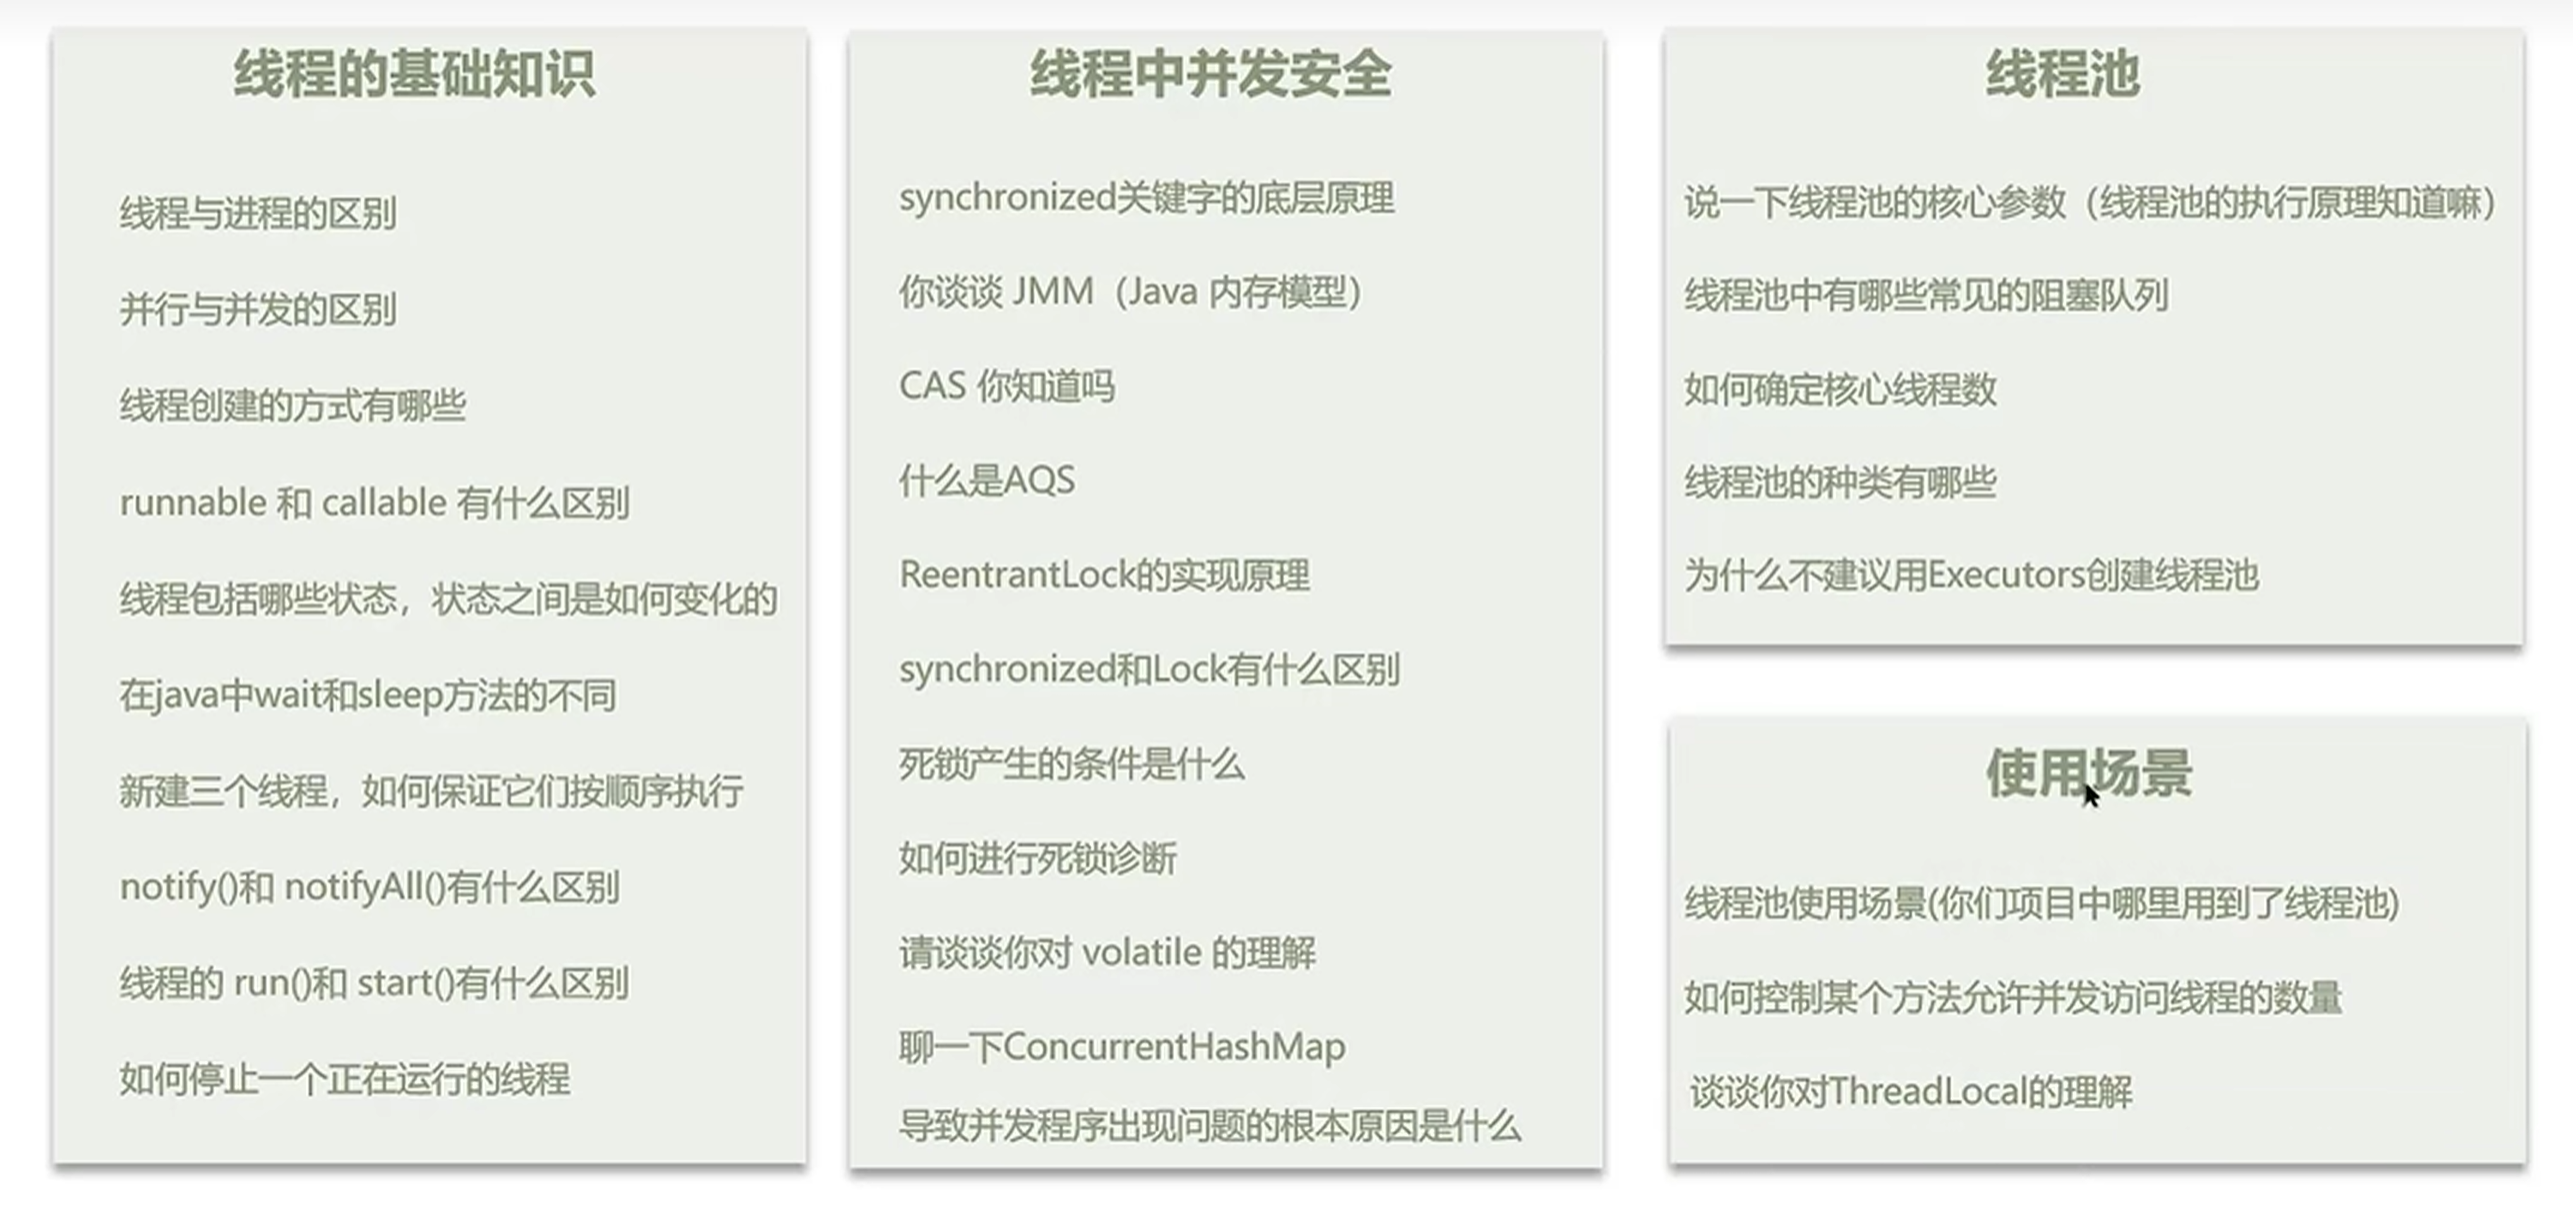 线程的基础知识
线程与进程的区别
并行与并发的区别
线程创建的方式有哪些
runnable 和 callable 有什么区别
线程包括哪些状态，状态之间是如何变化的
在java中wait和sleep方法的不同
新建三个线程，如何保证它们按顺序执行
notify()和 notifyAll()有什么区别
线程的 run()和 start()有什么区别
如何停止一个正在运行的线程
线程中并发安全
synchronized关键字的底层原理
你谈谈 JMM（Java 内存模型）
CAS 你知道吗
什么是AQS
ReentrantLock的实现原理
synchronized和Lock有什么区别
死锁产生的条件是什么
如何进行死锁诊断
请谈谈你对 volatile 的理解
聊一下ConcurrentHashMap
导致并发程序出现问题的根本原因是什么
线程池
说一下线程池的核心参数（线程池的执行原理知道嘛）
线程池中有哪些常见的阻塞队列
如何确定核心线程数
线程池的种类有哪些
为什么不建议用Executors创建线程池
使用场景
线程池使用场景(你们项目中哪里用到了线程池)
如何控制某个方法允许并发访问线程的数量
谈谈你对ThreadLocal的理解